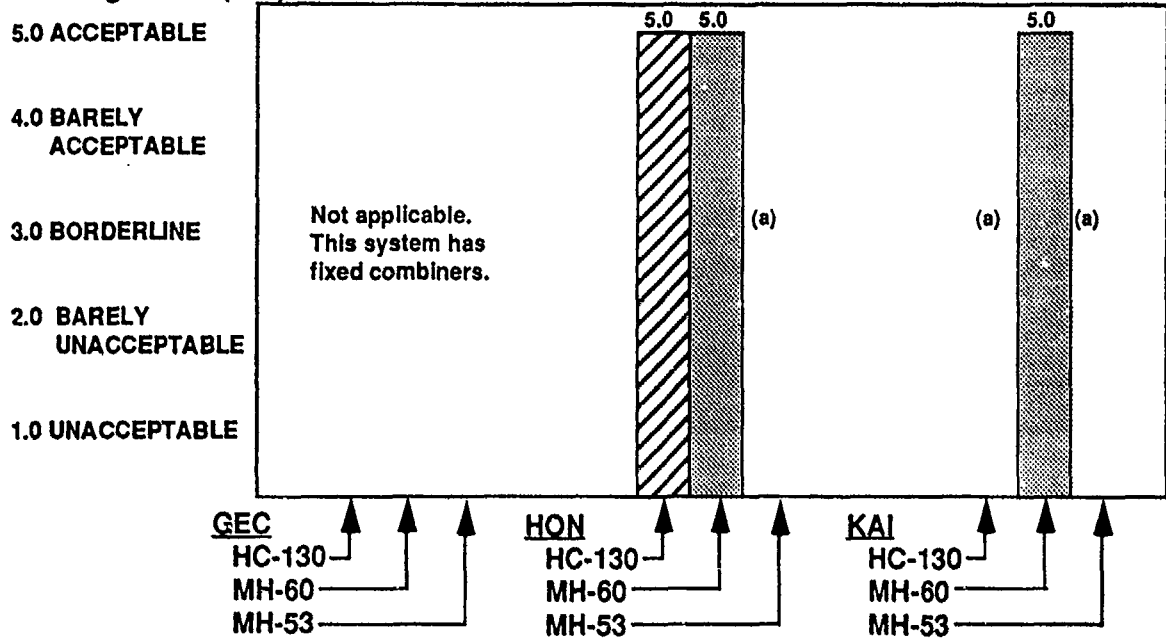 5.0 5.0 5.0
5.0 ACCEPTABLE
4.0 BARELY
ACCEPTABLE
3.0 BORDERLINE
2.0 BARELY
UNACCEPTABLE
1.0 UNACCEPTABLE
Not applicable.
This system has
fixed combiners.
(a) (a) (a)
GEC HON KAI
HC-130 HC-130 HC-130
MH-60 MH-60 MH-60
MH-53 MH-53 MH-53